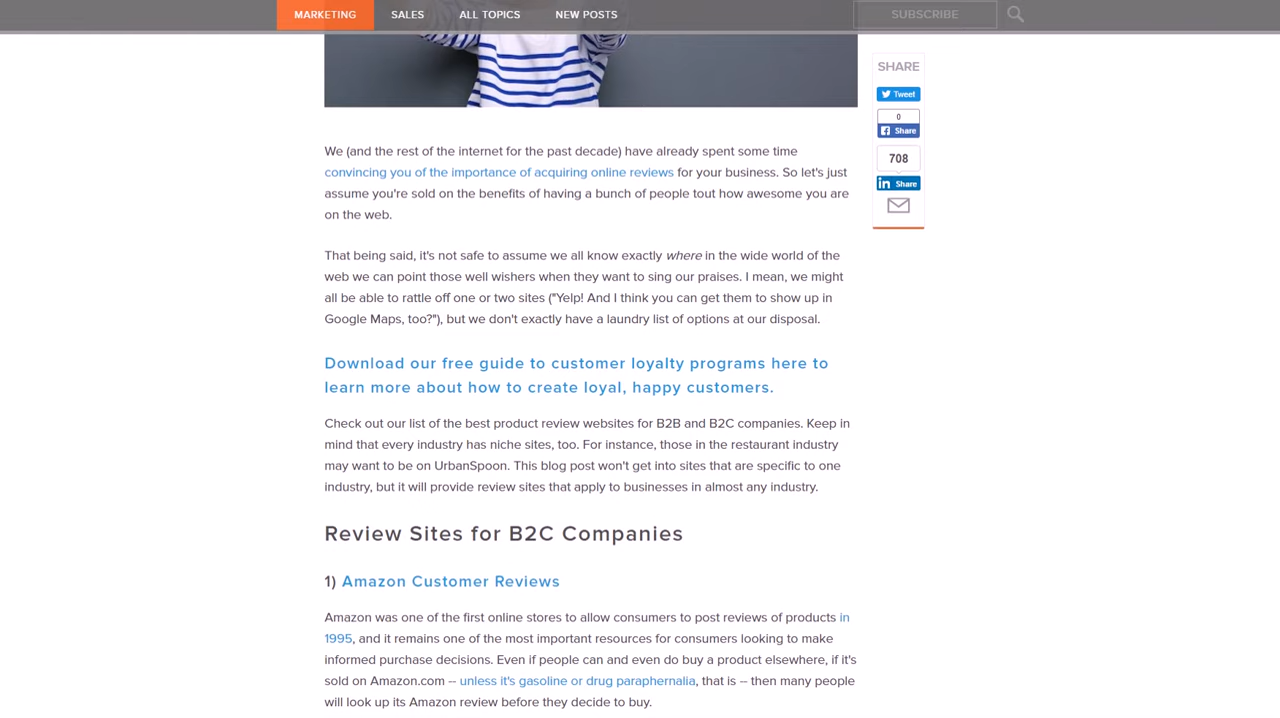 MARKETING SALES ALL TOPICS NEW POSTS SUBSCRIBE
SHARE
Tweet
0
Share
708
Share
We (and the rest of the internet for the past decade) have already spent some time
convincing you of the importance of acquiring online reviews for your business. So let's just
assume you're sold on the benefits of having a bunch of people tout how awesome you are
on the web.
That being said, it's not safe to assume we all know exactly where in the wide world of the
web we can point those well wishers when they want to sing our praises. I mean, we might
all be able to rattle off one or two sites ("Yelp! And I think you can get them to show up in
Google Maps, too?"), but we don't exactly have a laundry list of options at our disposal.
Download our free guide to customer loyalty programs here to
learn more about how to create loyal, happy customers.
Check out our list of the best product review websites for B2B and B2C companies. Keep in
mind that every industry has niche sites, too. For instance, those in the restaurant industry
may want to be on UrbanSpoon. This blog post won't get into sites that are specific to one
industry, but it will provide review sites that apply to businesses in almost any industry.
Review Sites for B2C Companies
1) Amazon Customer Reviews
Amazon was one of the first online stores to allow consumers to post reviews of products in
1995, and it remains one of the most important resources for consumers looking to make
informed purchase decisions. Even if people can and even do buy a product elsewhere, if it's
sold on Amazon.com -- unless it's gasoline or drug paraphernalia, that is -- then many people
will look up its Amazon review before they decide to buy.